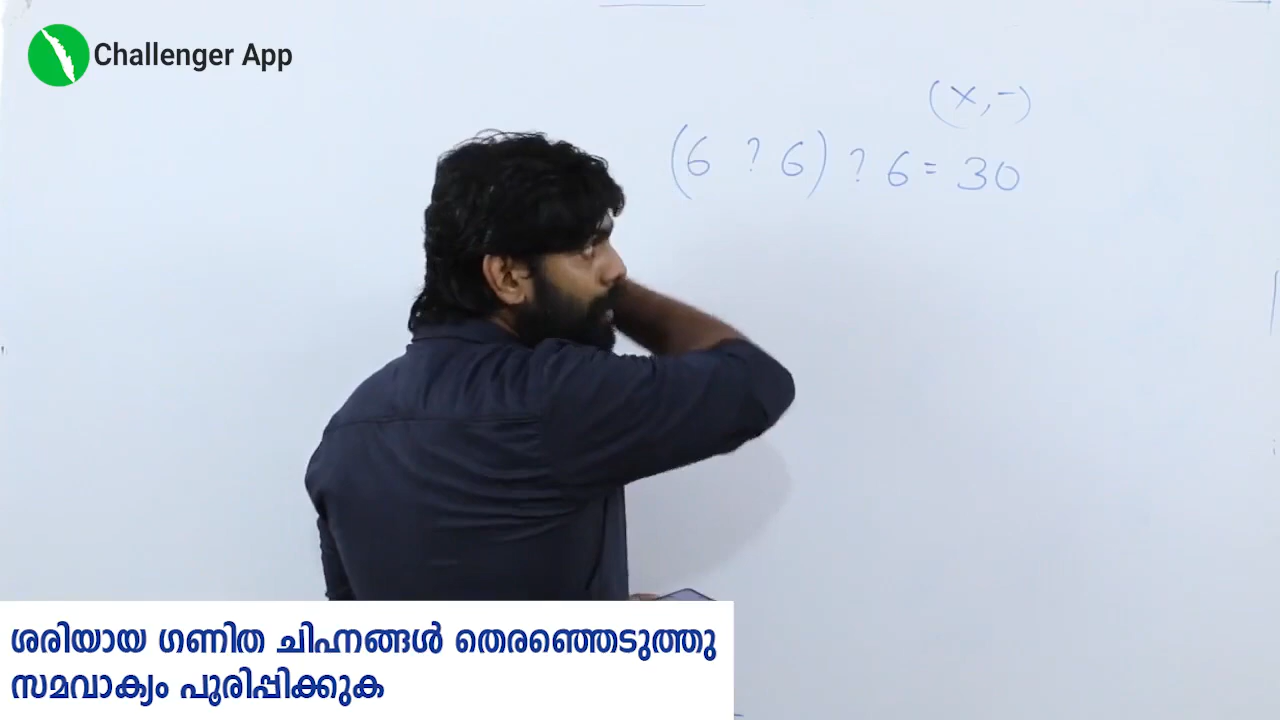 Challenger App
(×,-)
(6 ? 6) ? 6 = 30
ശരിയായ ഗണിത ചിഹ്നങ്ങൾ തെരഞ്ഞെടുത്തു
സമവാക്യം പൂരിപ്പിക്കുക